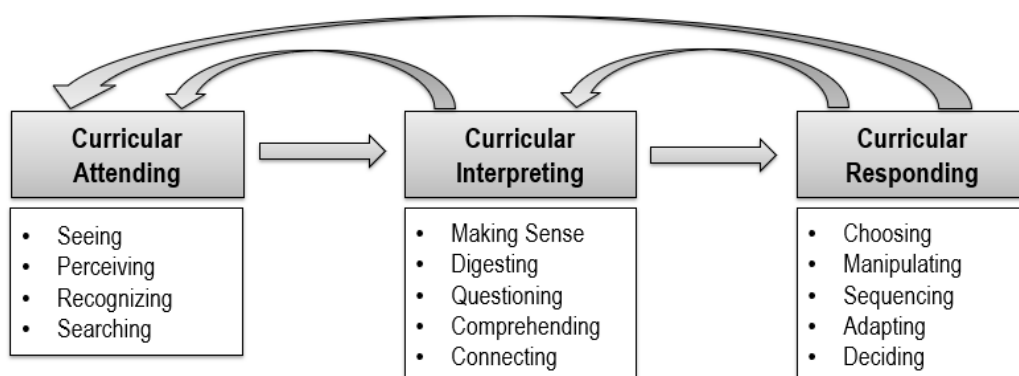 Curricular
Attending
• Seeing
• Perceiving
• Recognizing
• Searching
Curricular
Interpreting
• Making Sense
• Digesting
• Questioning
• Comprehending
• Connecting
Curricular
Responding
• Choosing
• Manipulating
• Sequencing
• Adapting
• Deciding